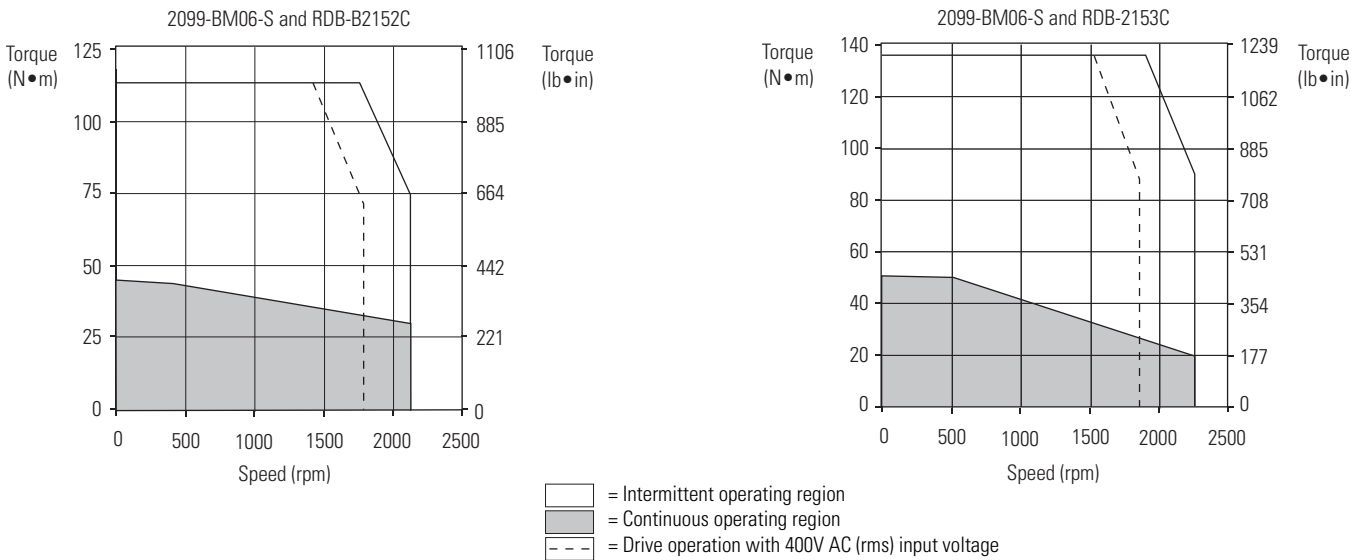 2099-BM06-S and RDB-B2152C
Torque
(N•m)
125
100
75
50
25
0
1106
885
664
442
221
0
Torque
(lb•in)
0 500 1000 1500 2000 2500
Speed (rpm)
2099-BM06-S and RDB-2153C
Torque
(N•m)
140
120
100
80
60
40
20
0
1239
1062
885
708
531
354
177
0
Torque
(lb•in)
0 500 1000 1500 2000 2500
Speed (rpm)
= Intermittent operating region
= Continuous operating region
= Drive operation with 400V AC (rms) input voltage